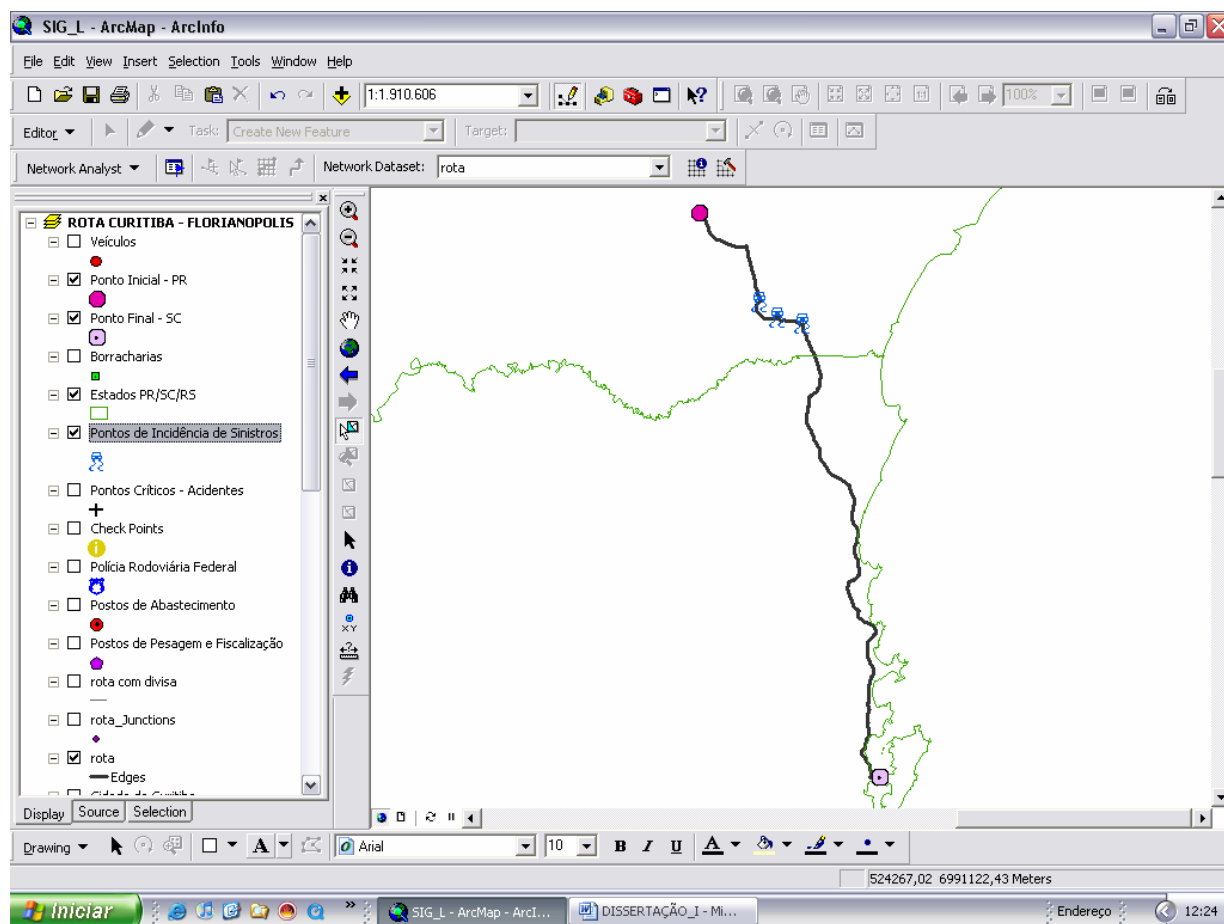 SIG_L - ArcMap - ArcInfo
File Edit View Insert Selection Tools Window Help
1:1.910.606
100%
Editor Task: Create New Feature Target:
Network Analyst Network Dataset: rota
ROTA CURITIBA - FLORIANOPOLIS
Veículos
Ponto Inicial - PR
Ponto Final - SC
Borracharias
Estados PR/SC/RS
Pontos de Incidência de Sinistros
Pontos Críticos - Acidentes
Check Points
Polícia Rodoviária Federal
Postos de Abastecimento
Postos de Pesagem e Fiscalização
rota com divisa
rota_Junctions
rota
Edges
Display Source Selection
Drawing A Arial 10 B I U A
524267,02 6991122,43 Meters
Iniciar SIG_L - ArcMap - ArcI... DISSERTAÇÃO_I - Mi... Endereço 12:24